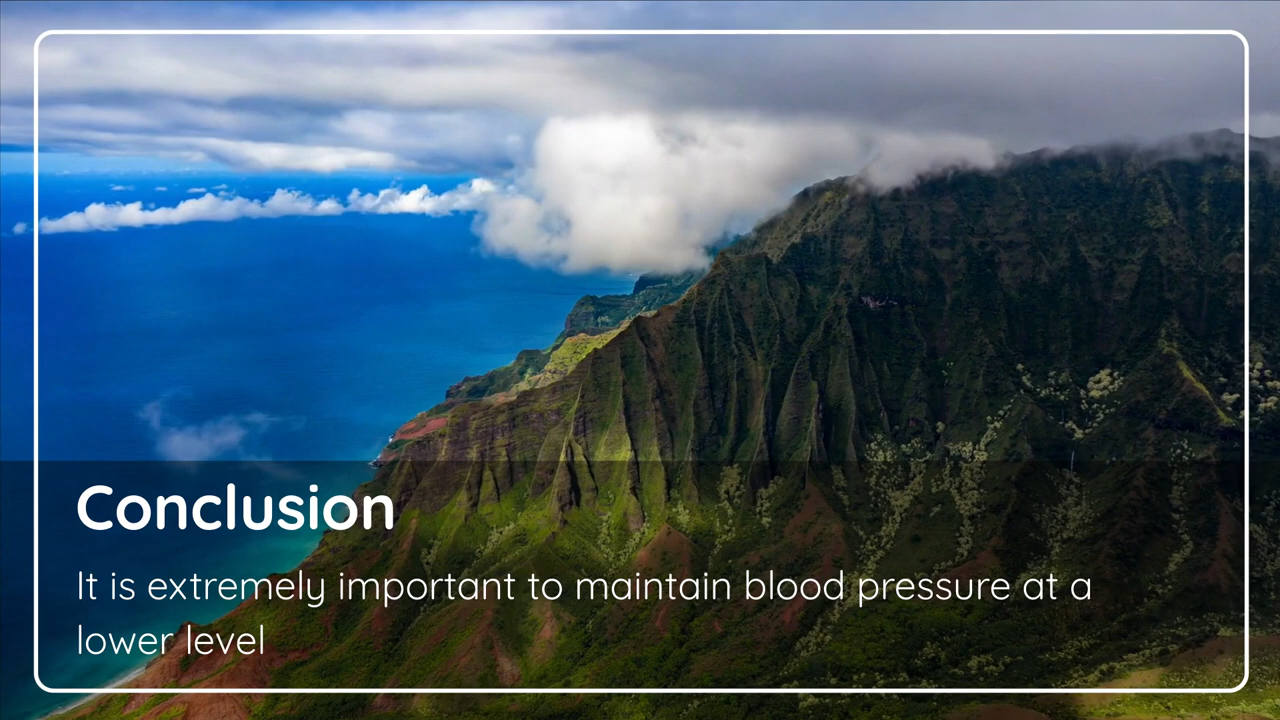 Conclusion
It is extremely important to maintain blood pressure at a
lower level